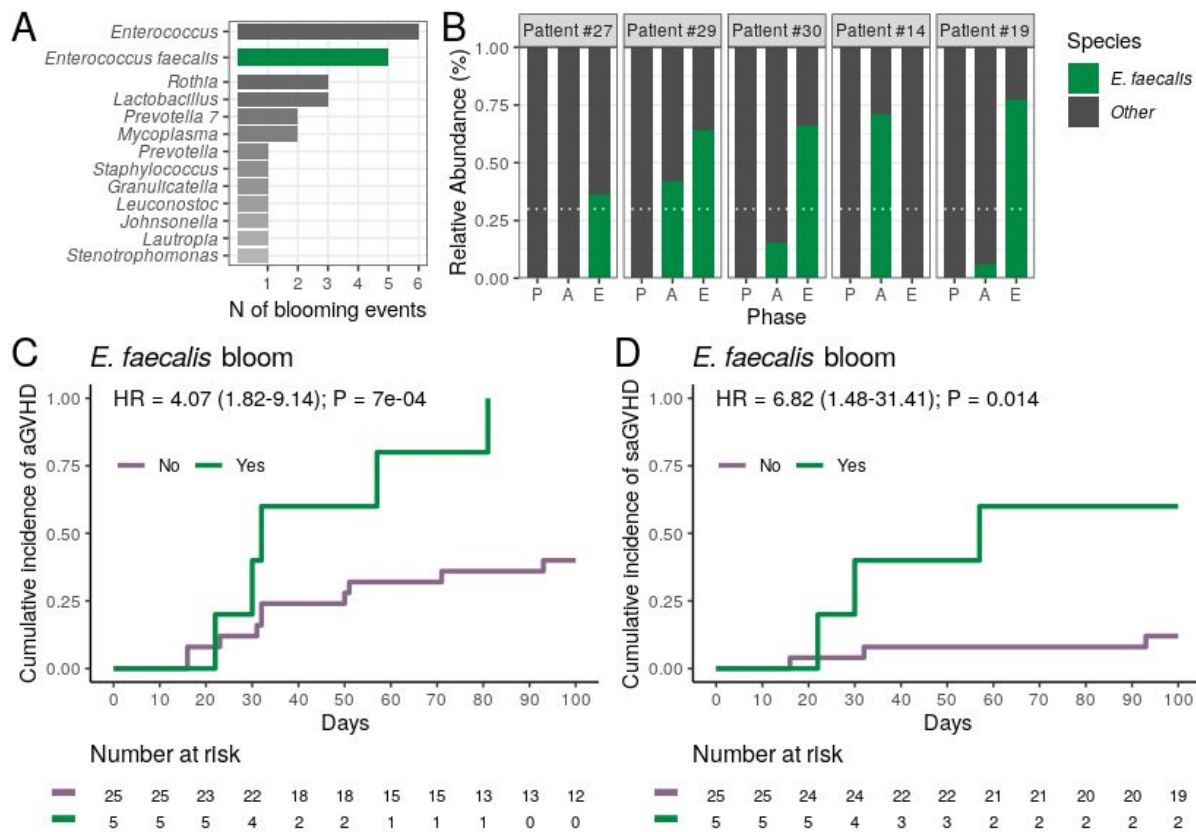 A
Enterococcus
Enterococcus faecalis
Rothia
Lactobacillus
Prevotella 7
Mycoplasma
Prevotella
Staphylococcus
Granulicatella
Leuconostoc
Johnsonella
Lautropia
Stenotrophomonas
1 2 3 4 5 6
N of blooming events
B
Patient #27 Patient #29 Patient #30 Patient #14 Patient #19
Relative Abundance (%)
1.00
0.75
0.50
0.25
0.00
P A E P A E P A E P A E P A E
Phase
Species
E. faecalis
Other
C
E. faecalis bloom
HR = 4.07 (1.82-9.14); P = 7e-04
No Yes
Cumulative incidence of aGVHD
1.00
0.75
0.50
0.25
0.00
0 10 20 30 40 50 60 70 80 90 100
Days
Number at risk
25 25 23 22 18 18 15 15 13 13 12
5 5 5 4 2 2 1 1 1 0 0
D
E. faecalis bloom
HR = 6.82 (1.48-31.41); P = 0.014
No Yes
Cumulative incidence of saGVHD
1.00
0.75
0.50
0.25
0.00
0 10 20 30 40 50 60 70 80 90 100
Days
Number at risk
25 25 24 24 22 22 21 21 20 20 19
5 5 5 4 3 3 2 2 2 2 2